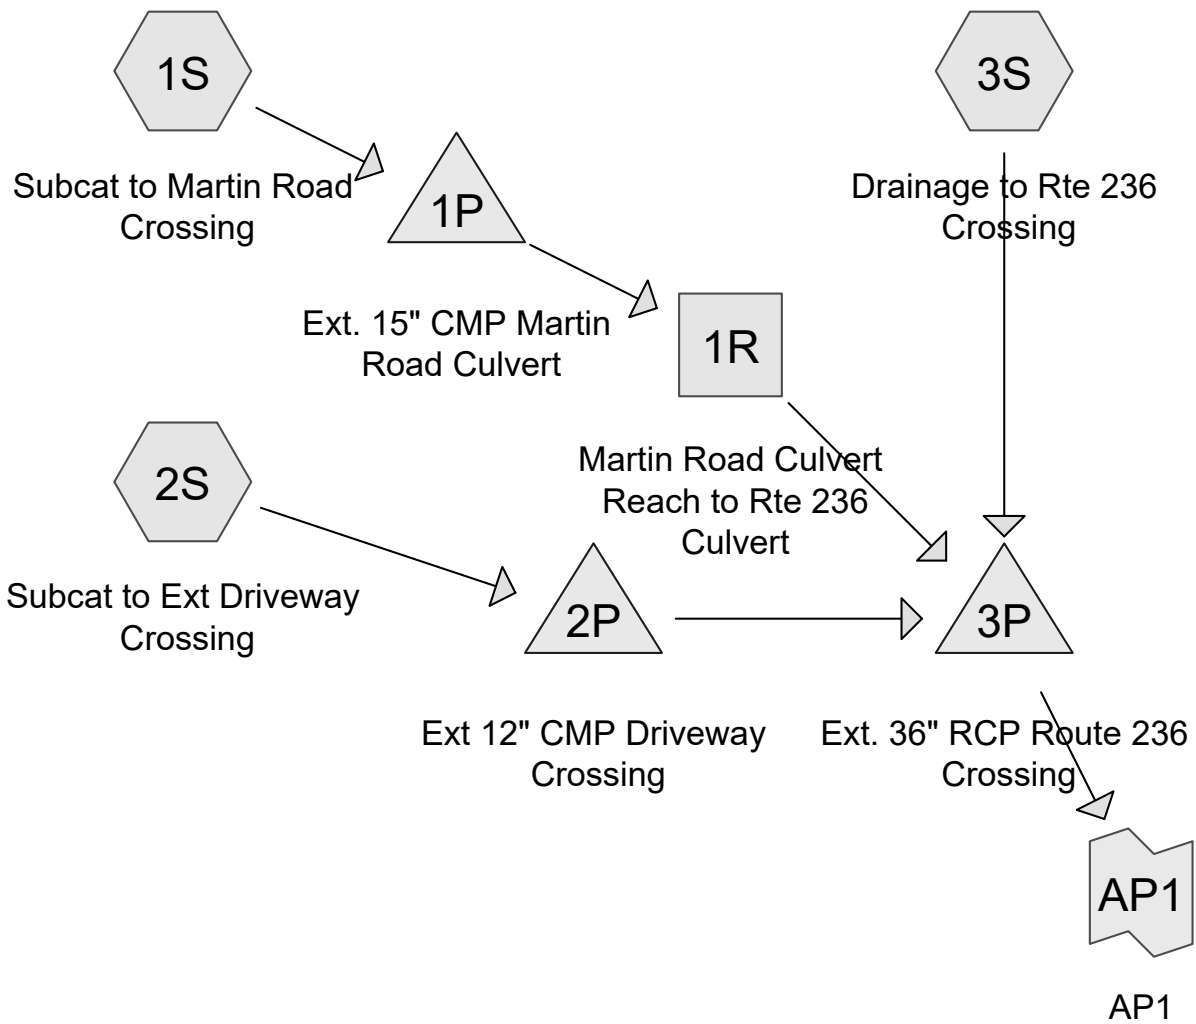 1S
Subcat to Martin Road
Crossing
3S
Drainage to Rte 236
Crossing
1P
Ext. 15" CMP Martin
Road Culvert
1R
Martin Road Culvert
Reach to Rte 236
Culvert
2S
Subcat to Ext Driveway
Crossing
2P
Ext 12" CMP Driveway
Crossing
3P
Ext. 36" RCP Route 236
Crossing
AP1
AP1